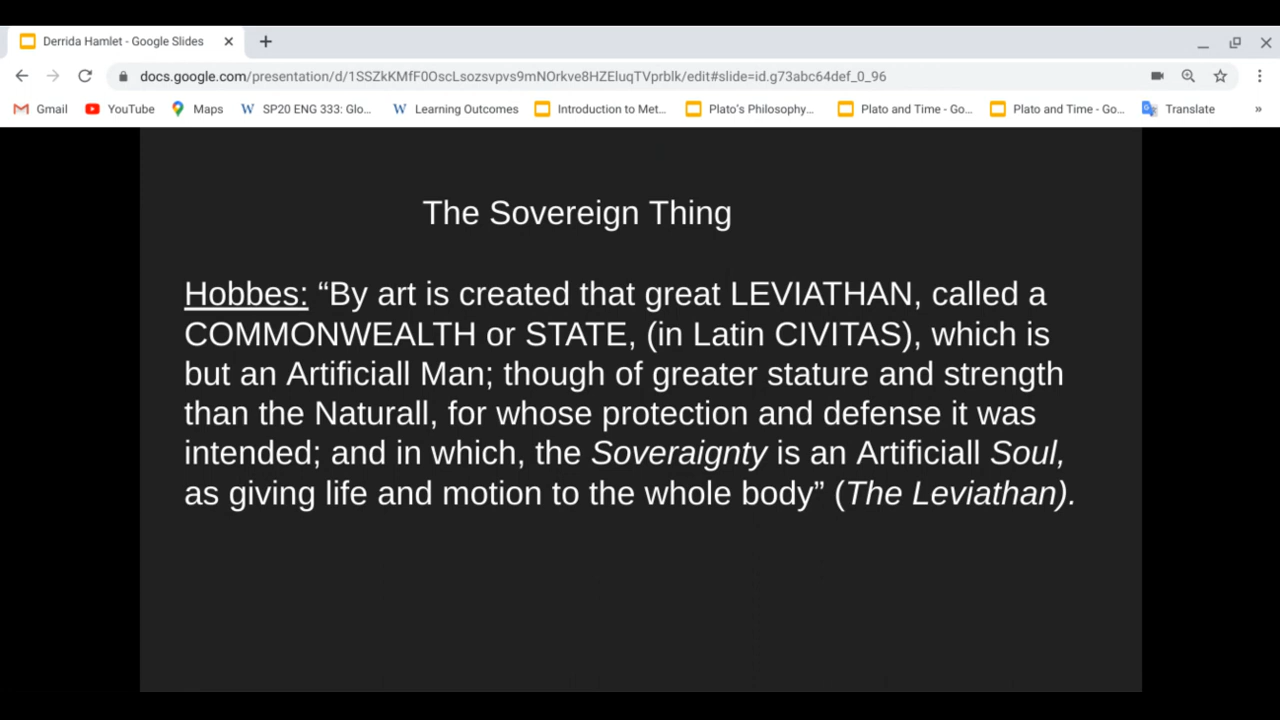 Derrida Hamlet - Google Slides
docs.google.com/presentation/d/1SSZkKMfF0OscLsozsvpvs9mNOrkve8HZEluqTVprblk/edit#slide=id.g73abc64def_0_96
Gmail YouTube Maps SP20 ENG 333: Glo... Learning Outcomes Introduction to Met... Plato's Philosophy... Plato and Time - Go... Plato and Time - Go... Translate »
The Sovereign Thing
Hobbes: “By art is created that great LEVIATHAN, called a
COMMONWEALTH or STATE, (in Latin CIVITAS), which is
but an Artificiall Man; though of greater stature and strength
than the Naturall, for whose protection and defense it was
intended; and in which, the Soveraignty is an Artificiall Soul,
as giving life and motion to the whole body” (The Leviathan).